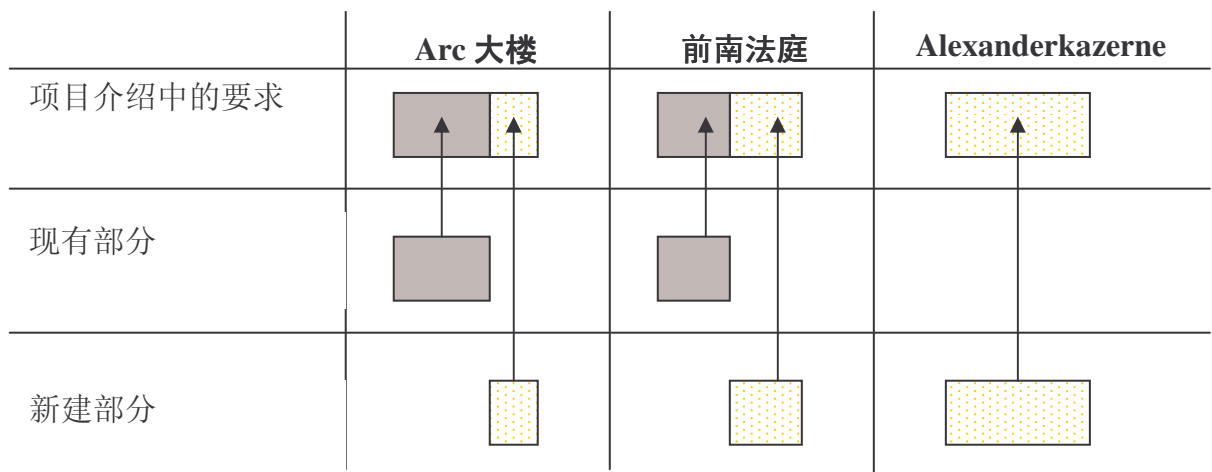 Arc 大楼 前南法庭 Alexanderkazerne
项目介绍中的要求
现有部分
新建部分